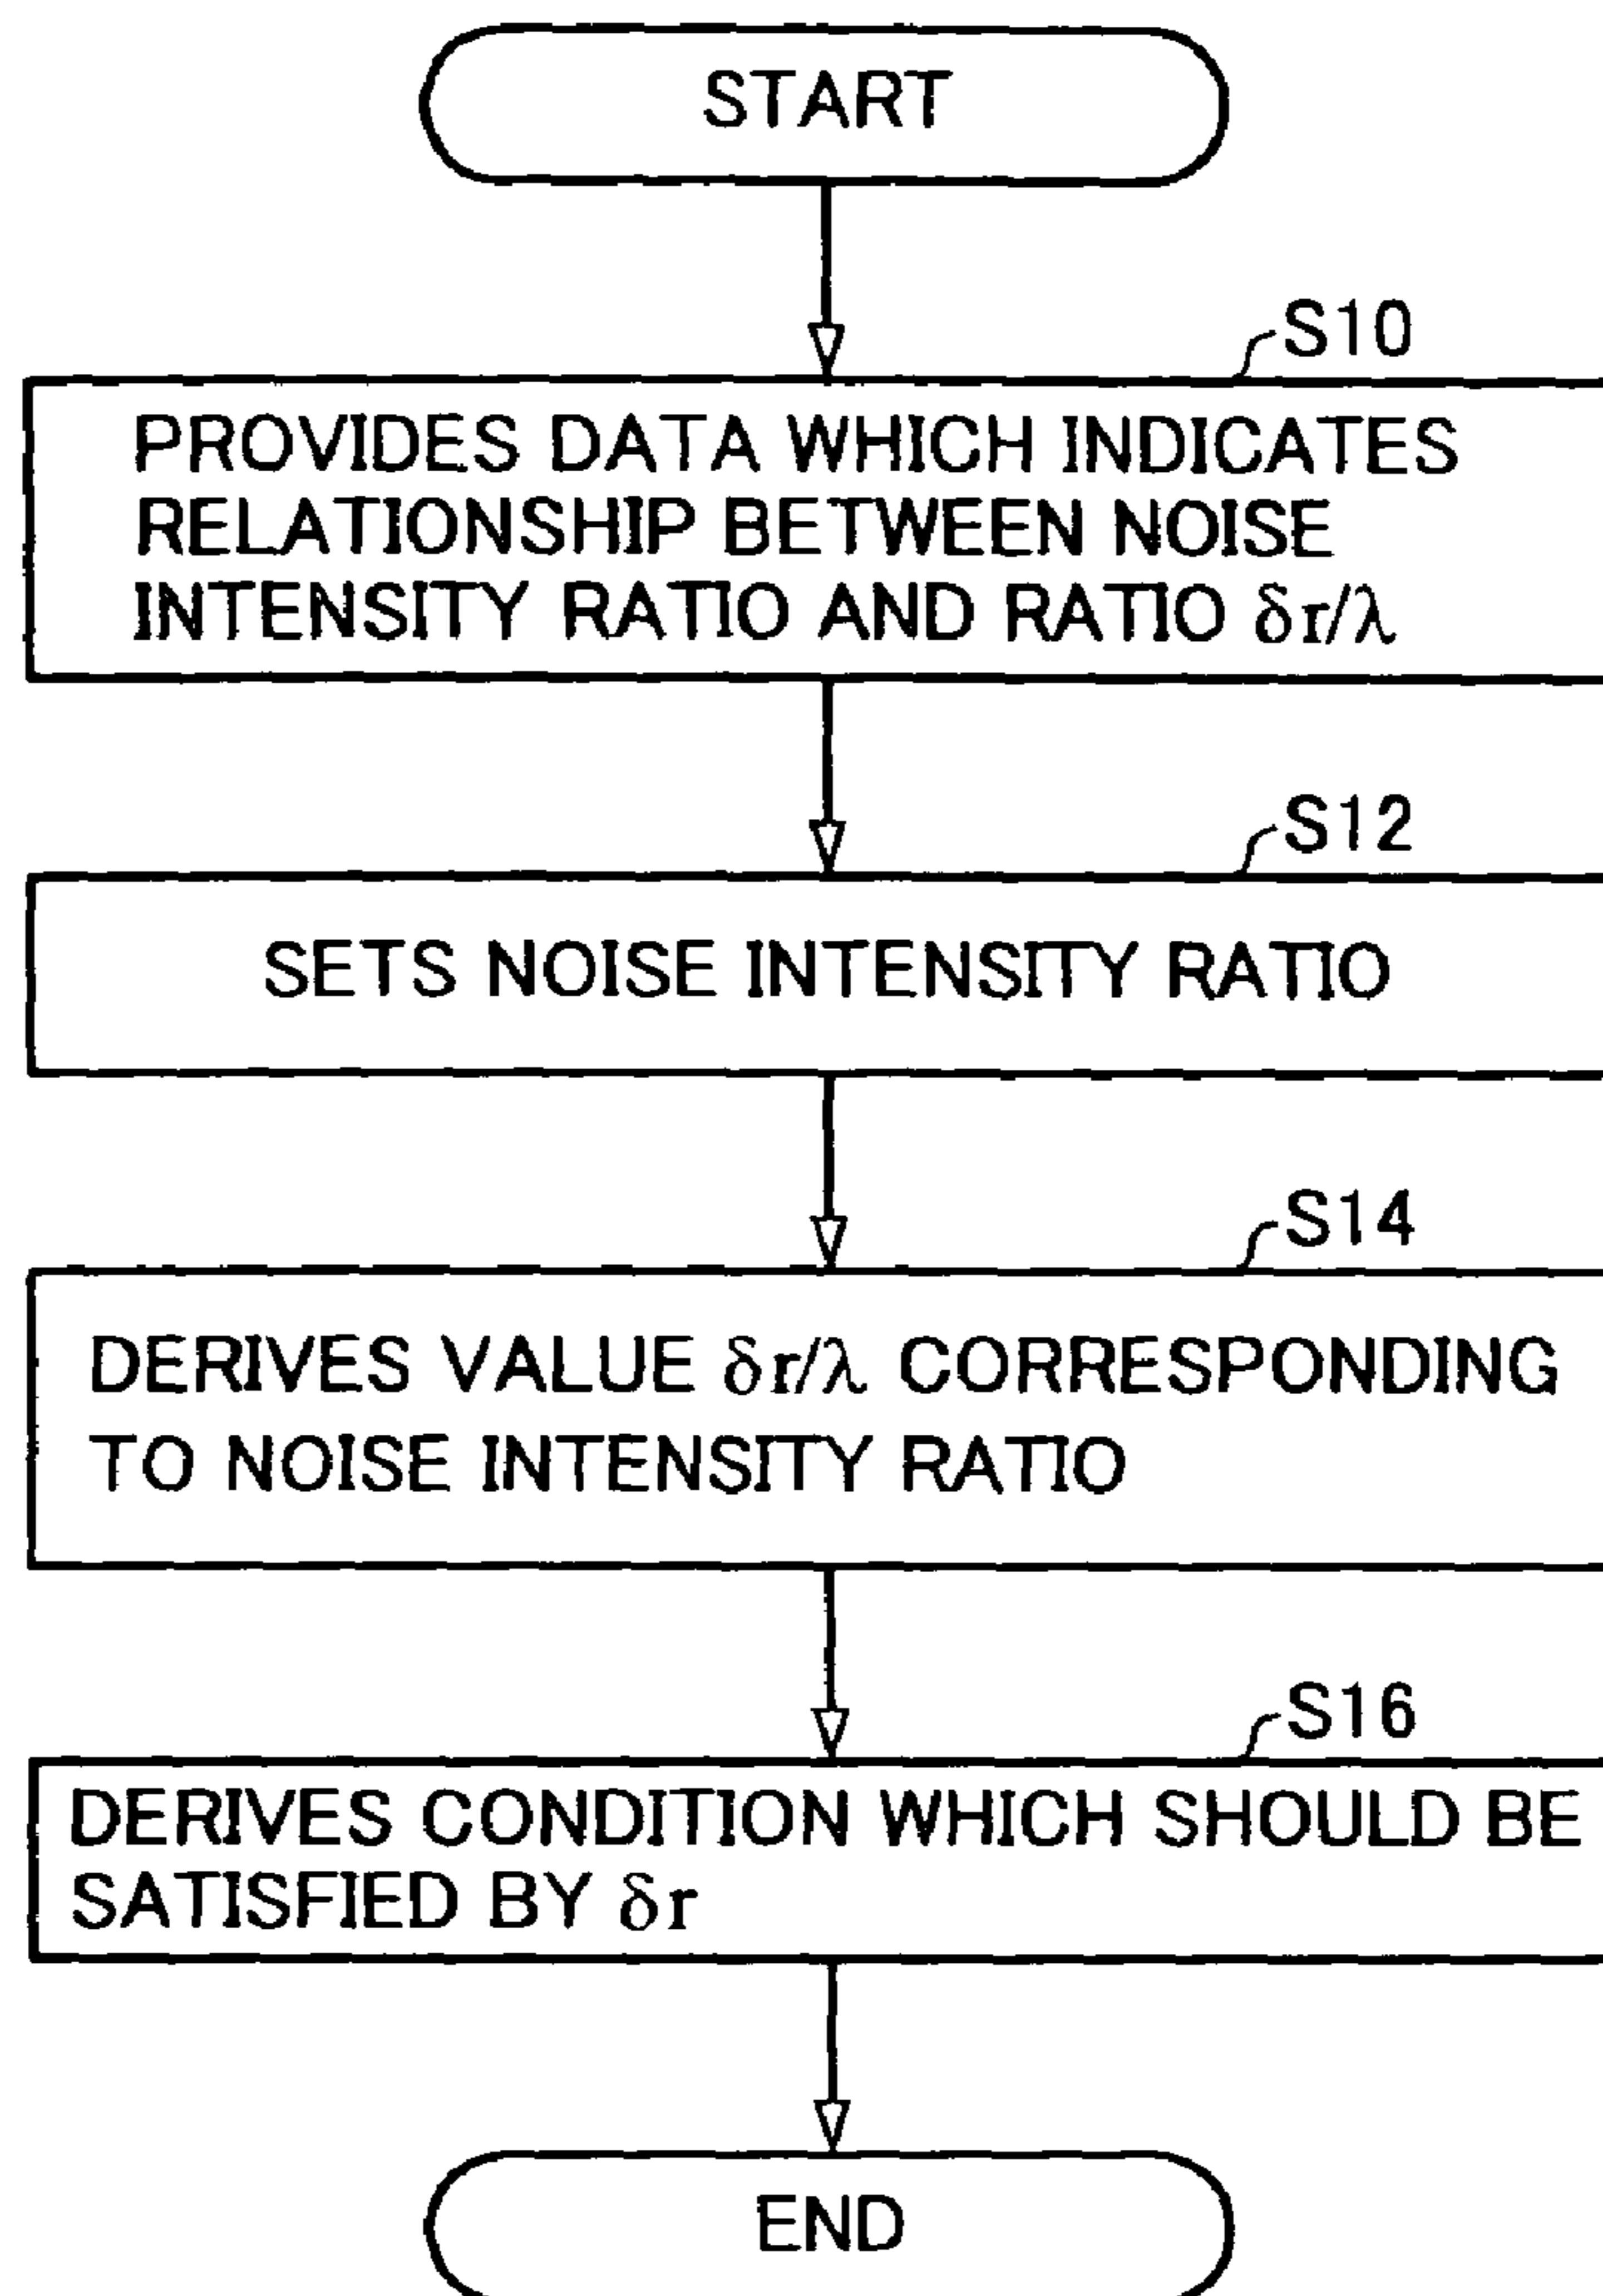 START
S10
PROVIDES DATA WHICH INDICATES
RELATIONSHIP BETWEEN NOISE
INTENSITY RATIO AND RATIO δr/λ
S12
SETS NOISE INTENSITY RATIO
S14
DERIVES VALUE δr/λ CORRESPONDING
TO NOISE INTENSITY RATIO
S16
DERIVES CONDITION WHICH SHOULD BE
SATISFIED BY δr
END